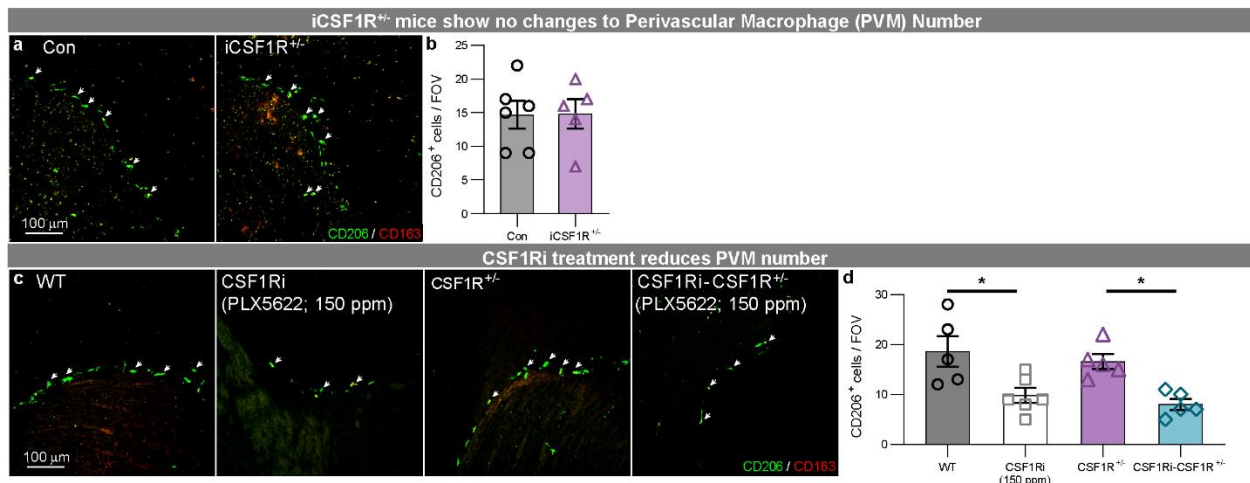 iCSF1R+/- mice show no changes to Perivascular Macrophage (PVM) Number
a Con
iCSF1R+/-
100 µm
CD206 / CD163
b
CD206+ cells / FOV
25
20
15
10
5
0
Con
iCSF1R+/-
CSF1Ri treatment reduces PVM number
c WT
CSF1Ri
(PLX5622; 150 ppm)
CSF1R+/-
CSF1Ri-CSF1R+/-
(PLX5622; 150 ppm)
100 µm
CD206 / CD163
d
CD206+ cells / FOV
30
20
10
0
*
*
WT
CSF1Ri
(150 ppm)
CSF1R+/-
CSF1Ri-CSF1R+/-